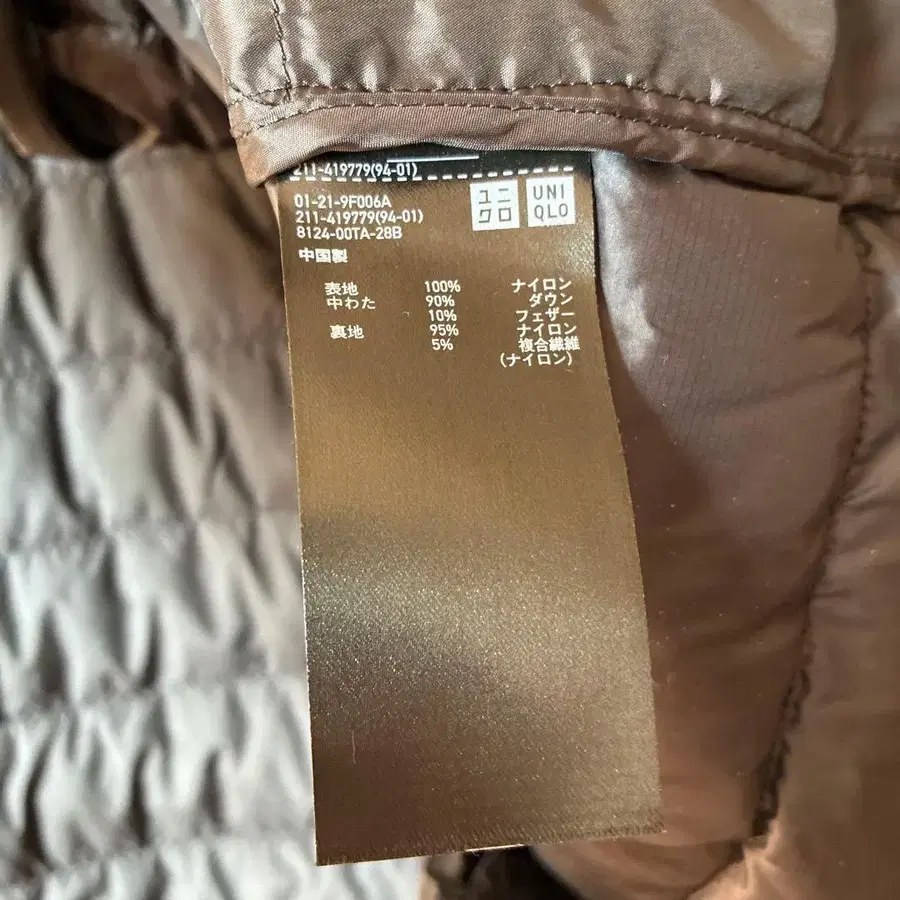 211-419779(94-01)
01-21-9F006A
211-419779(94-01)
8124-00TA-28B
ユニ
クロ
UNI
QLO
中国製
表地 100% ナイロン
中わた 90% ダウン
10% フェザー
裏地 95% ナイロン
5% 複合繊維
(ナイロン)